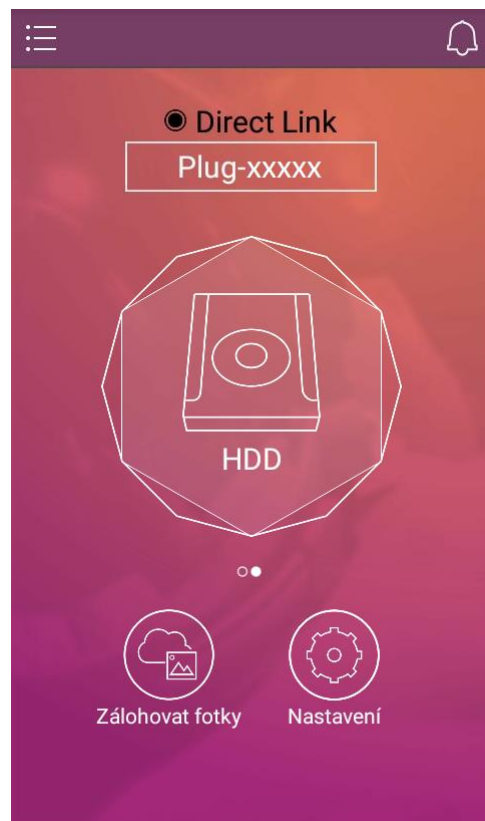 Direct Link
Plug-xxxxx
HDD
Zálohovat fotky
Nastavení